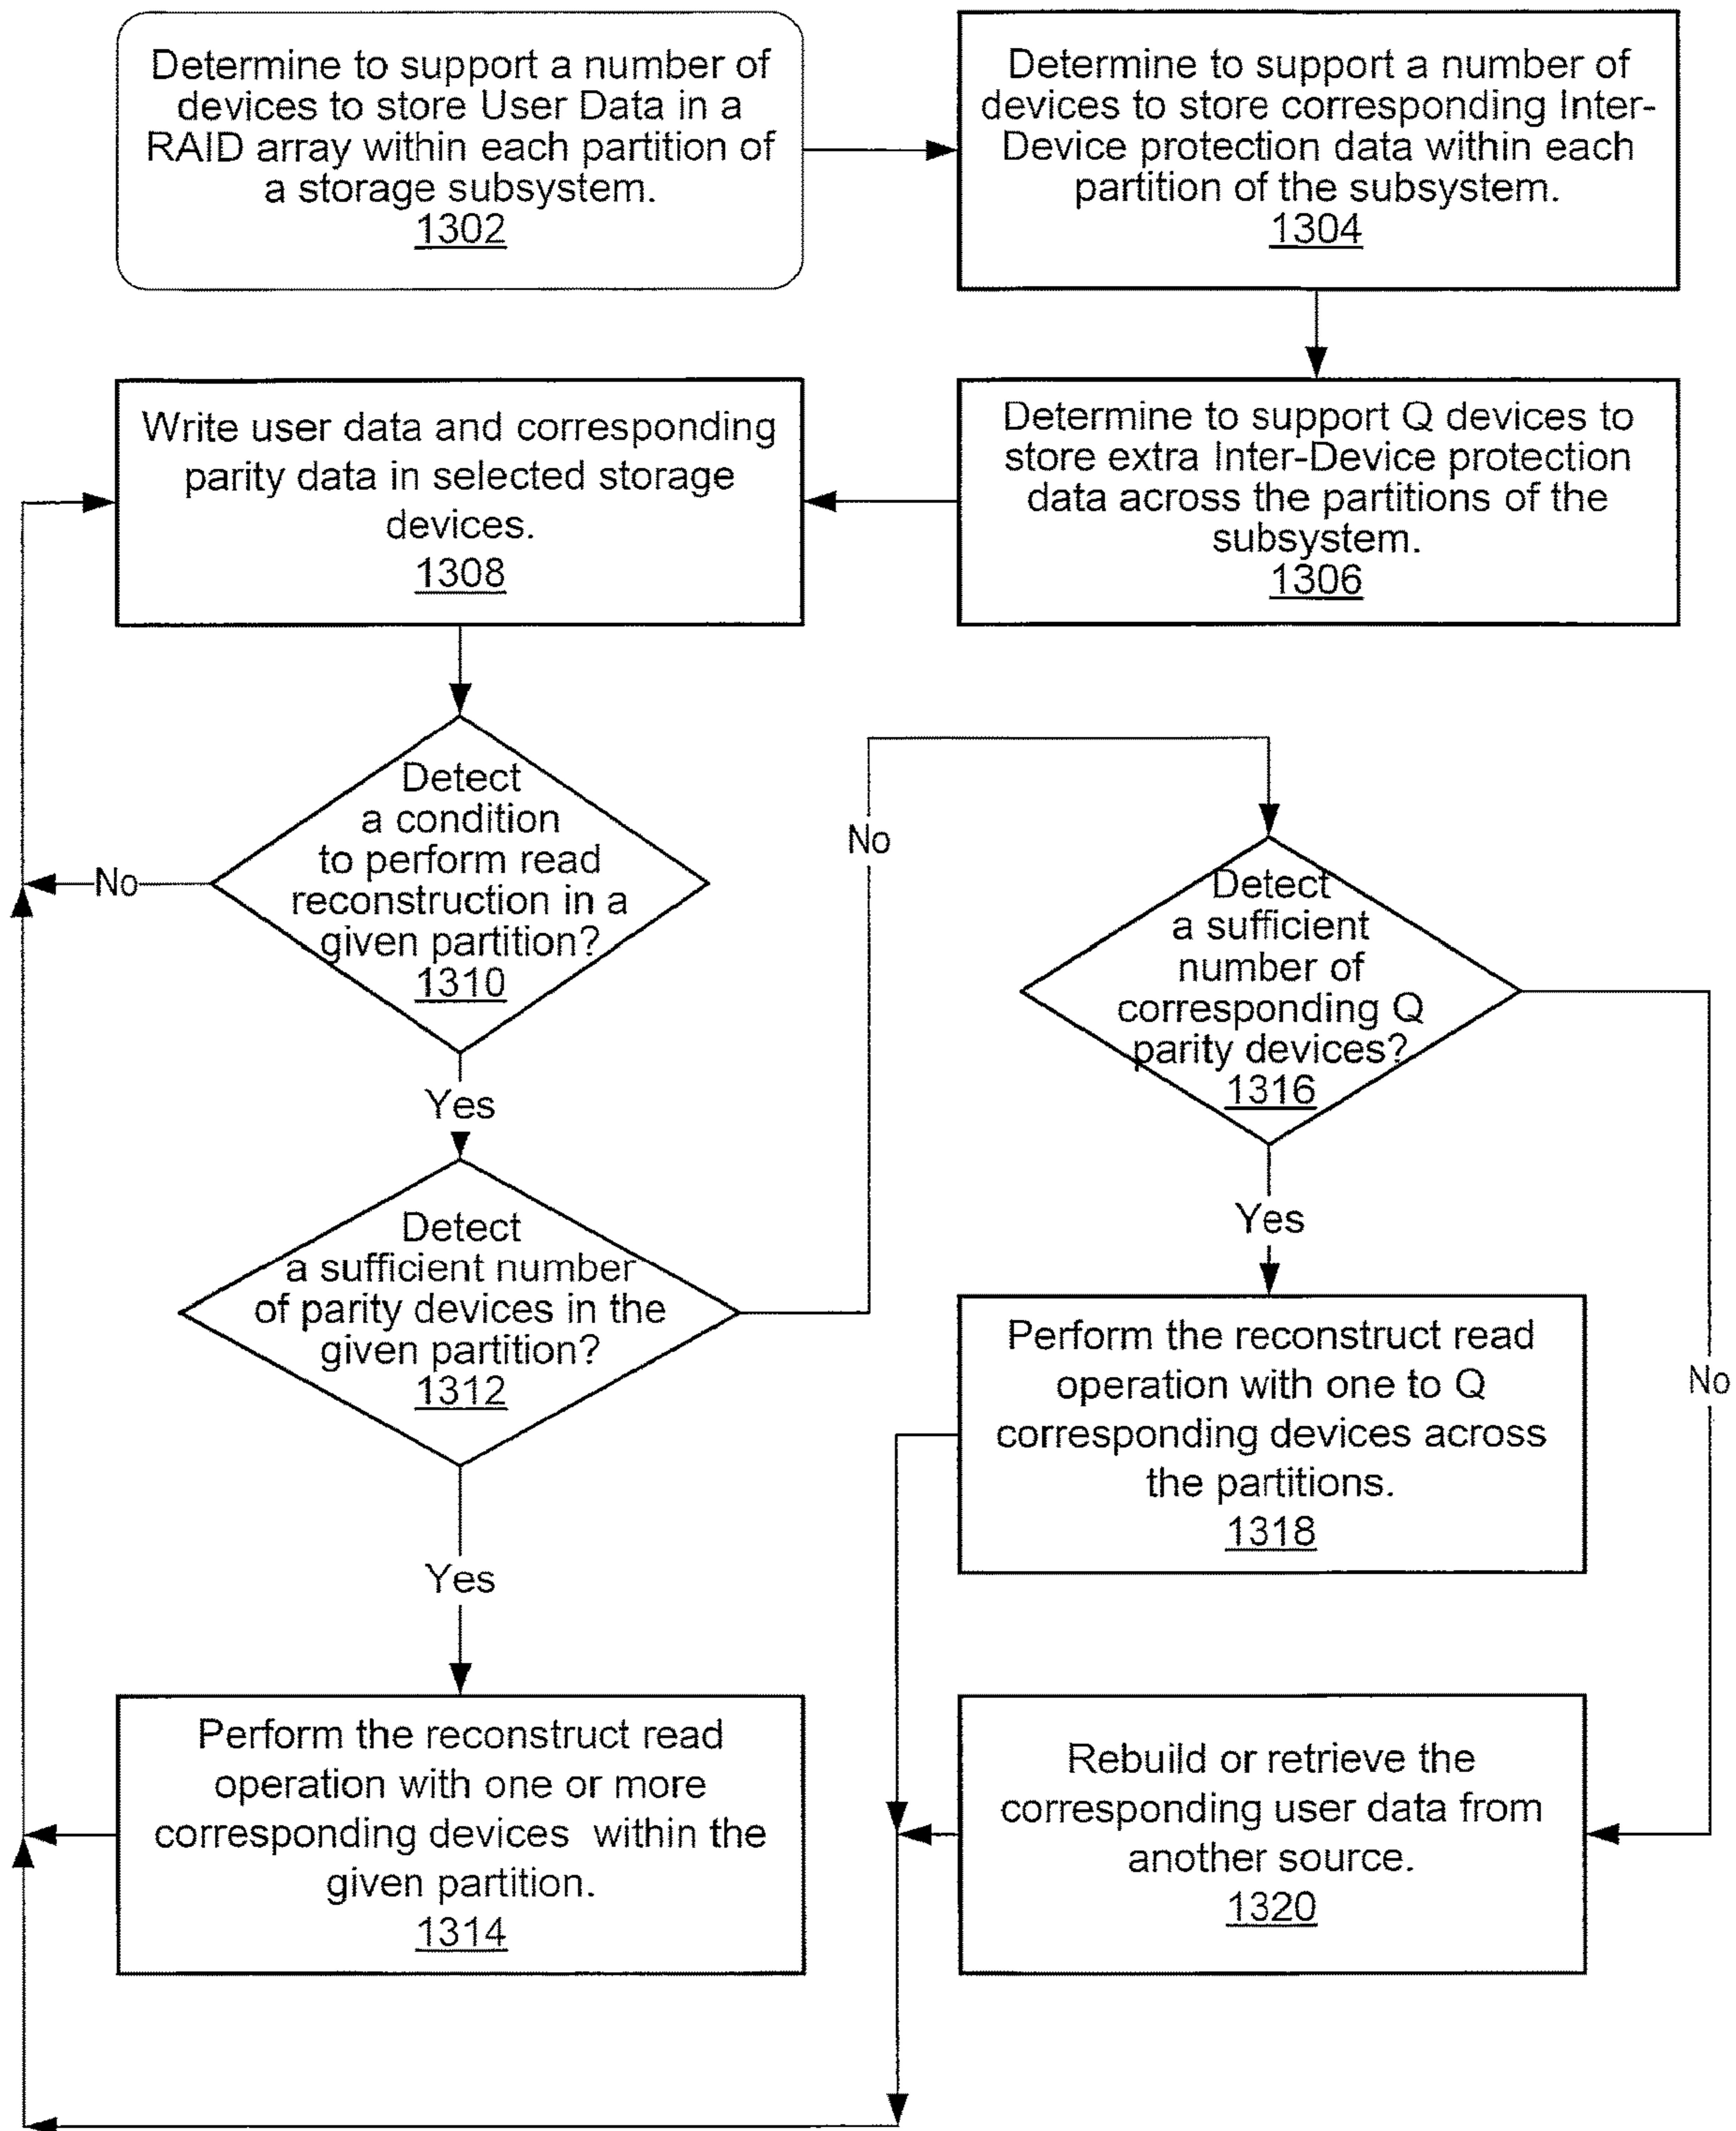 Determine to support a number of
devices to store User Data in a
RAID array within each partition of
a storage subsystem.
1302
Determine to support a number of
devices to store corresponding Inter-
Device protection data within each
partition of the subsystem.
1304
Determine to support Q devices to
store extra Inter-Device protection
data across the partitions of the
subsystem.
1306
Write user data and corresponding
parity data in selected storage
devices.
1308
Detect
a condition
to perform read
reconstruction in a
given partition?
1310
No
Yes
Detect
a sufficient number
of parity devices in the
given partition?
1312
No
Yes
Perform the reconstruct read
operation with one or more
corresponding devices within the
given partition.
1314
Detect
a sufficient
number of
corresponding Q
parity devices?
1316
Yes
No
Perform the reconstruct read
operation with one to Q
corresponding devices across
the partitions.
1318
Rebuild or retrieve the
corresponding user data from
another source.
1320